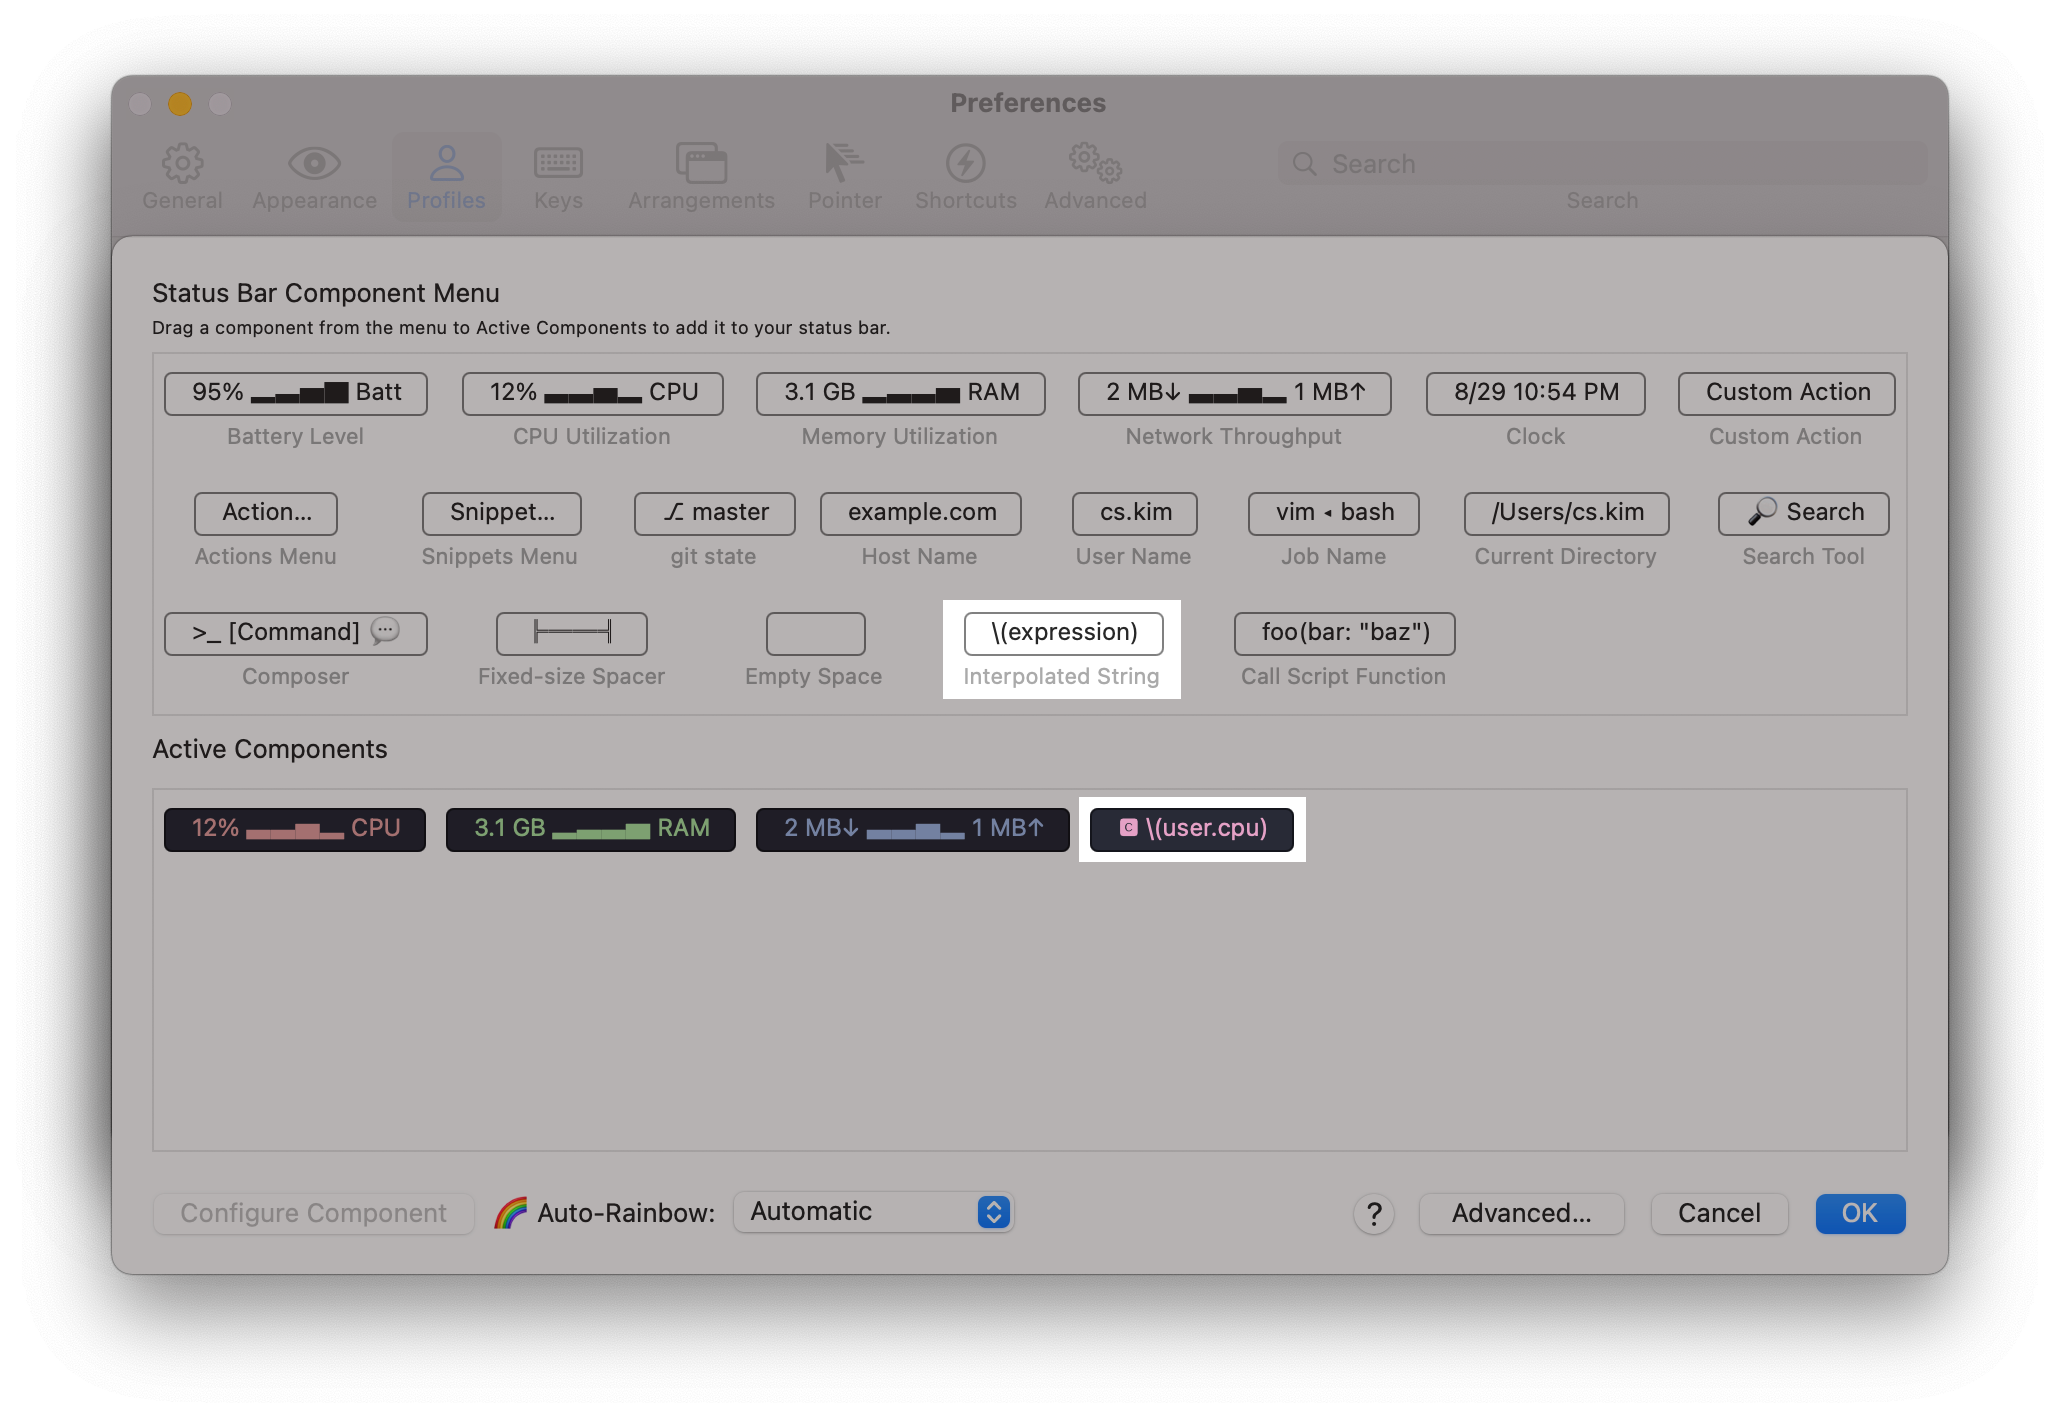 Preferences
General Appearance Profiles Keys Arrangements Pointer Shortcuts Advanced
Search
Search
Status Bar Component Menu
Drag a component from the menu to Active Components to add it to your status bar.
95% Batt 12% CPU 3.1 GB RAM 2 MB↓ 1 MB↑ 8/29 10:54 PM Custom Action
Battery Level CPU Utilization Memory Utilization Network Throughput Clock Custom Action
Action... Snippet... master example.com cs.kim vim ◂ bash /Users/cs.kim Search
Actions Menu Snippets Menu git state Host Name User Name Job Name Current Directory Search Tool
>_ [Command] \(expression) foo(bar: "baz")
Composer Fixed-size Spacer Empty Space Interpolated String Call Script Function
Active Components
12% CPU 3.1 GB RAM 2 MB↓ 1 MB↑ C \(user.cpu)
Configure Component Auto-Rainbow: Automatic ? Advanced... Cancel OK